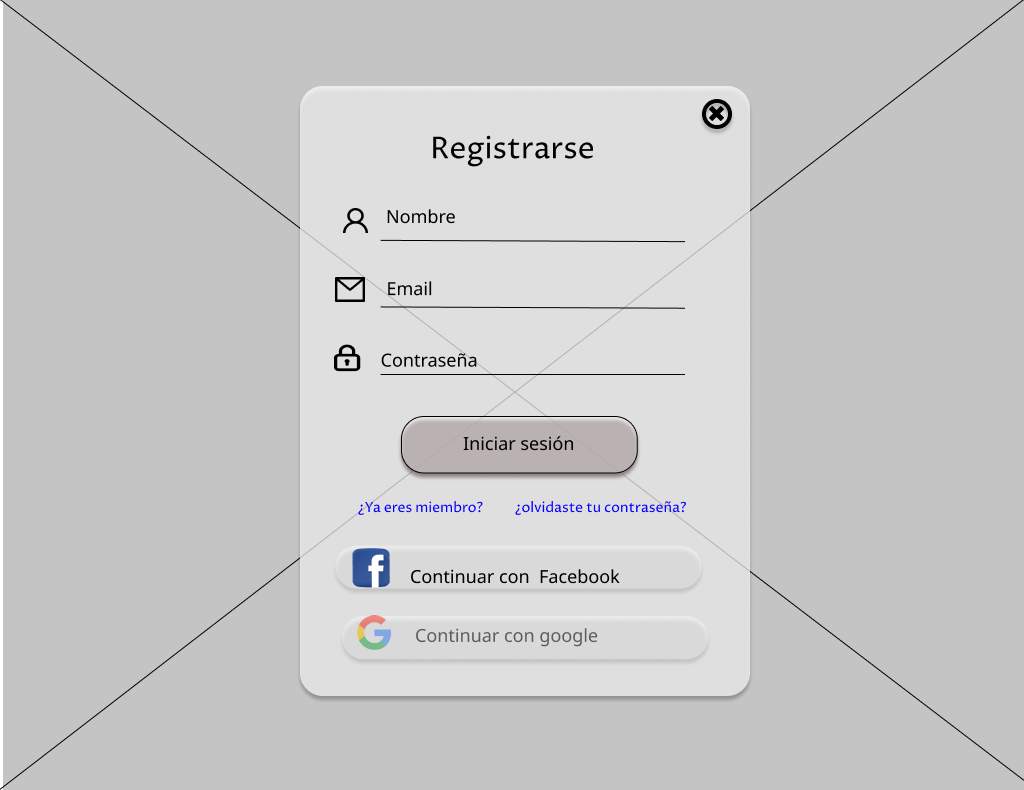 Registrarse
Nombre
Email
Contraseña
Iniciar sesión
¿Ya eres miembro? ¿olvidaste tu contraseña?
Continuar con Facebook
Continuar con google